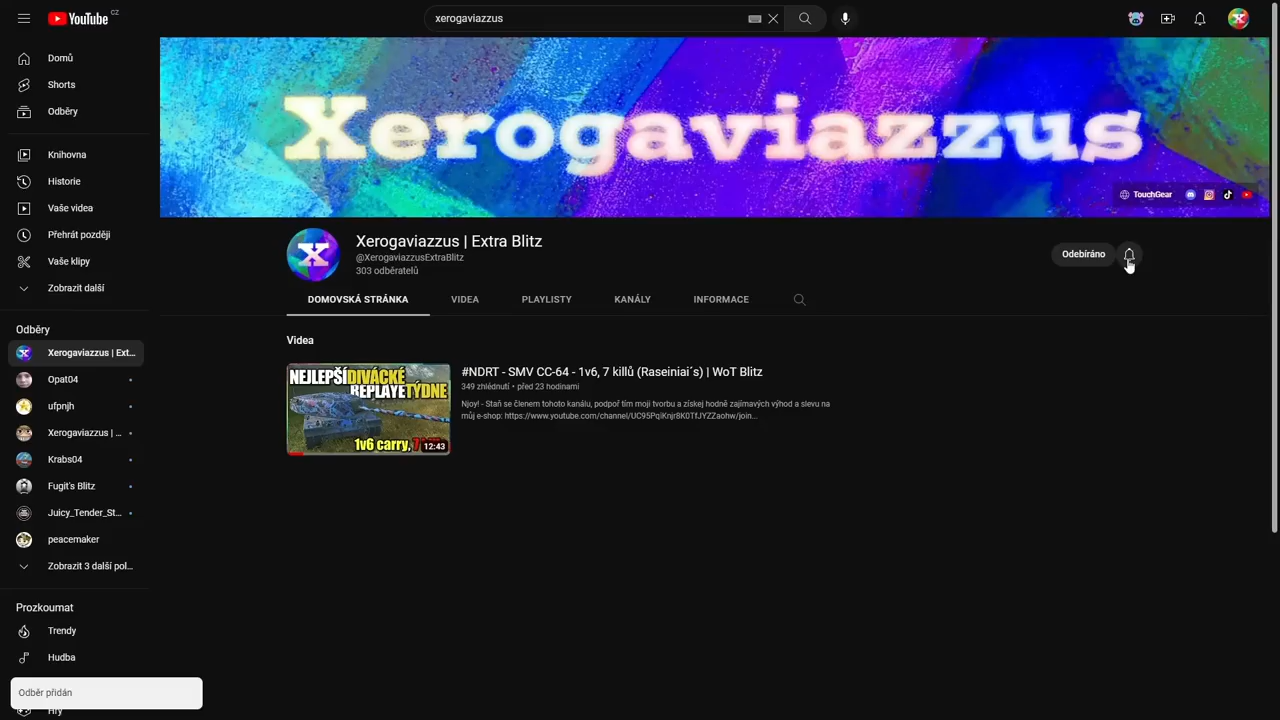 YouTube CZ
xerogaviazzus
Domů
Shorts
Odběry
Knihovna
Historie
Vaše videa
Přehrát později
Vaše klipy
Zobrazit další
Odběry
Xerogaviazzus | Ext...
Opat04
ufpnjh
Xerogaviazzus | ...
Krabs04
Fugit's Blitz
Juicy_Tender_St...
peacemaker
Zobrazit 3 další pol...
Prozkoumat
Trendy
Hudba
Hry
Odběr přidán
Xerogaviazzus
TouchGear
X
Xerogaviazzus | Extra Blitz
@XerogaviazzusExtraBlitz
303 odběratelů
Odebíráno
DOMOVSKÁ STRÁNKA VIDEA PLAYLISTY KANÁLY INFORMACE
Videa
NEJLEPŠÍ DIVÁCKÉ
REPLAYE TÝDNE
1v6 carry, 7
12:43
#NDRT - SMV CC-64 - 1v6, 7 killů (Raseiniai´s) | WoT Blitz
349 zhlédnutí • před 23 hodinami
Njoy! - Staň se členem tohoto kanálu, podpoř tím moji tvorbu a získej hodně zajímavých výhod a slevu na
můj e-shop: https://www.youtube.com/channel/UC95PqiKnjr8K0TfJYZZaohw/join...